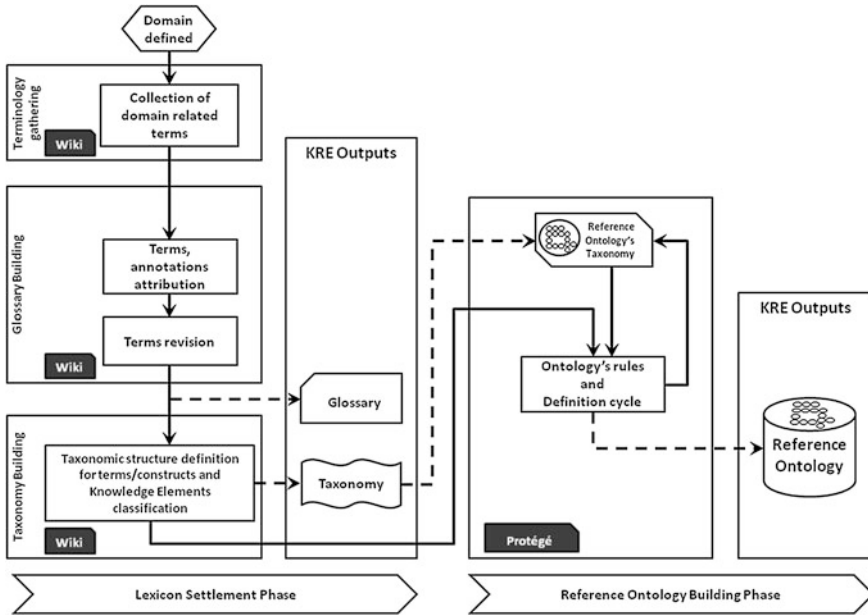 Domain
defined
Terminology
gathering
Collection of
domain related
terms
Wiki
KRE Outputs
Glossary Building
Terms,
annotations
attribution
Terms revision
Wiki
Glossary
Taxonomy Building
Taxonomic structure definition
for terms/constructs and
Knowledge Elements
classification
Wiki
Taxonomy
Reference
Ontology's
Taxonomy
Ontology's rules
and
Definition cycle
Protégé
KRE Outputs
Reference
Ontology
Lexicon Settlement Phase
Reference Ontology Building Phase